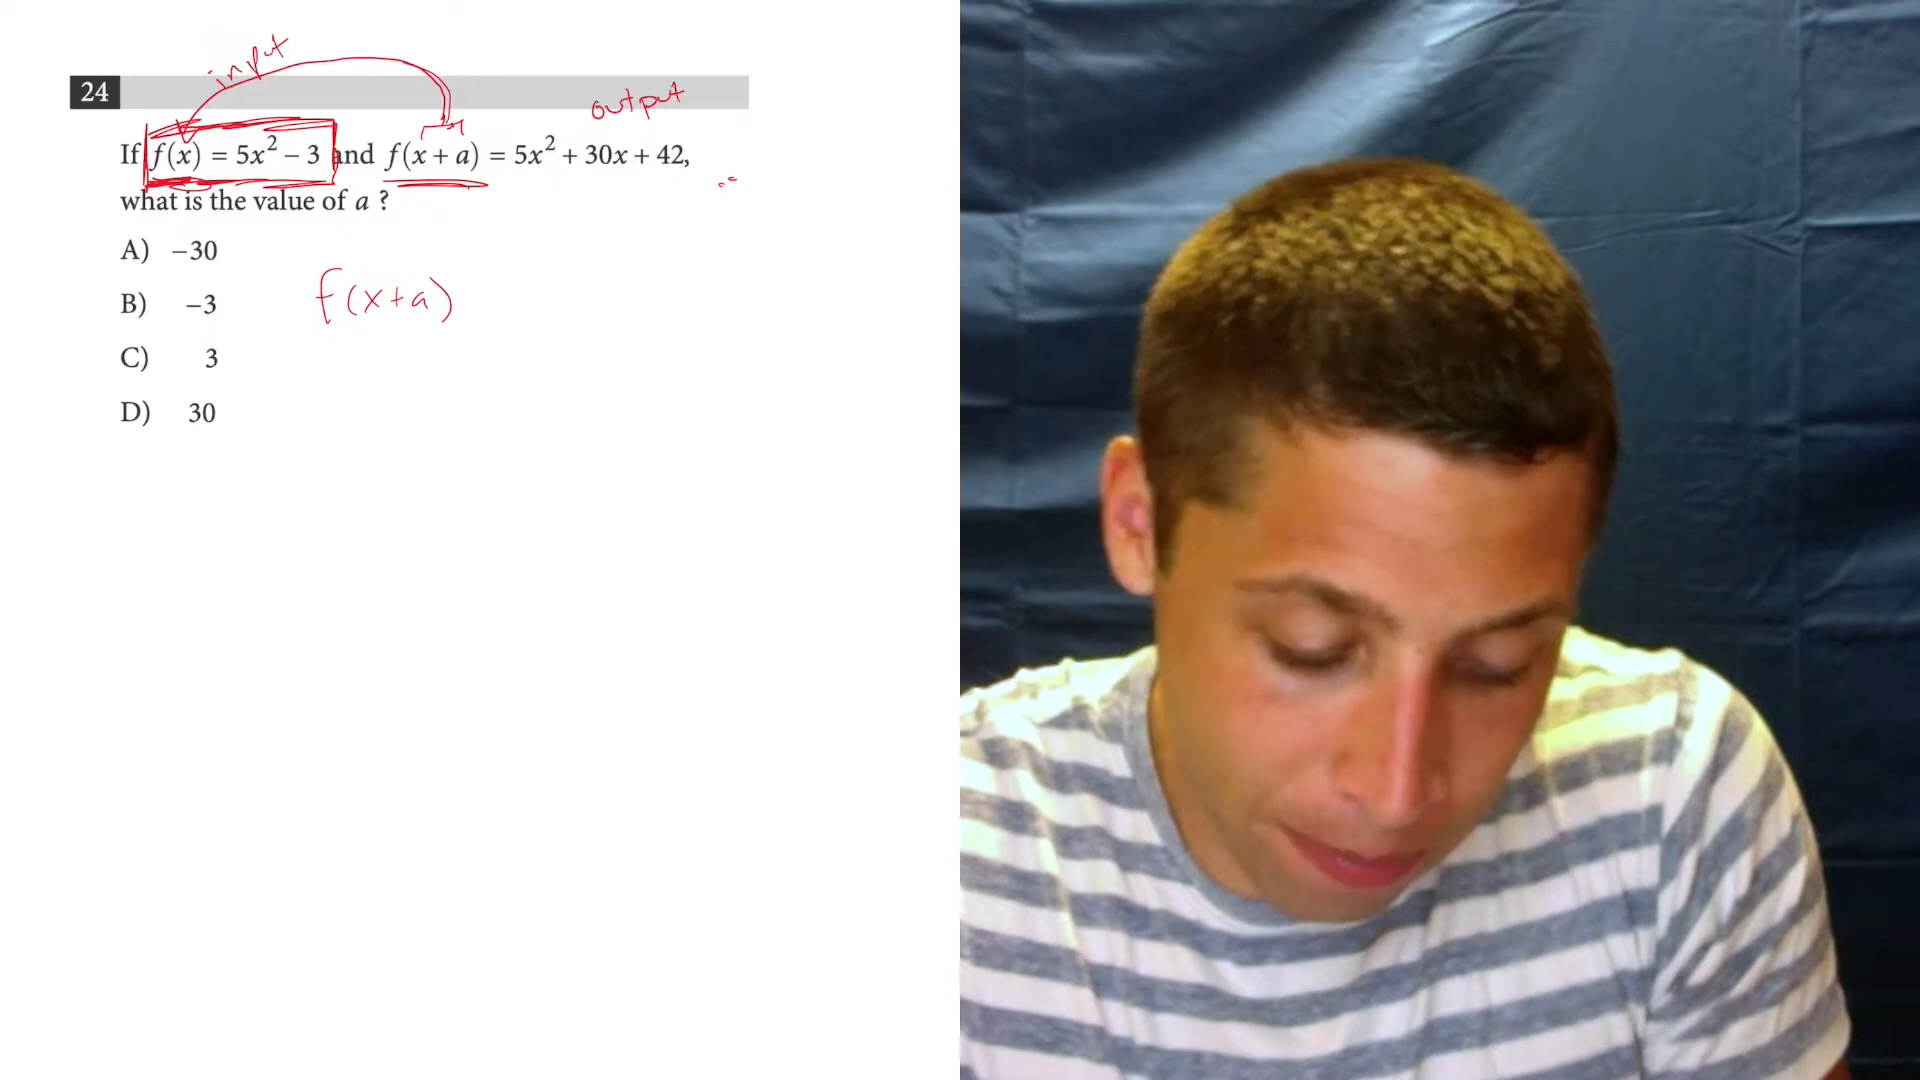 input
24
output
If f(x) = 5x² − 3 and f(x + a) = 5x² + 30x + 42,
what is the value of a ?
A) −30
B) −3
f(x+a)
C) 3
D) 30